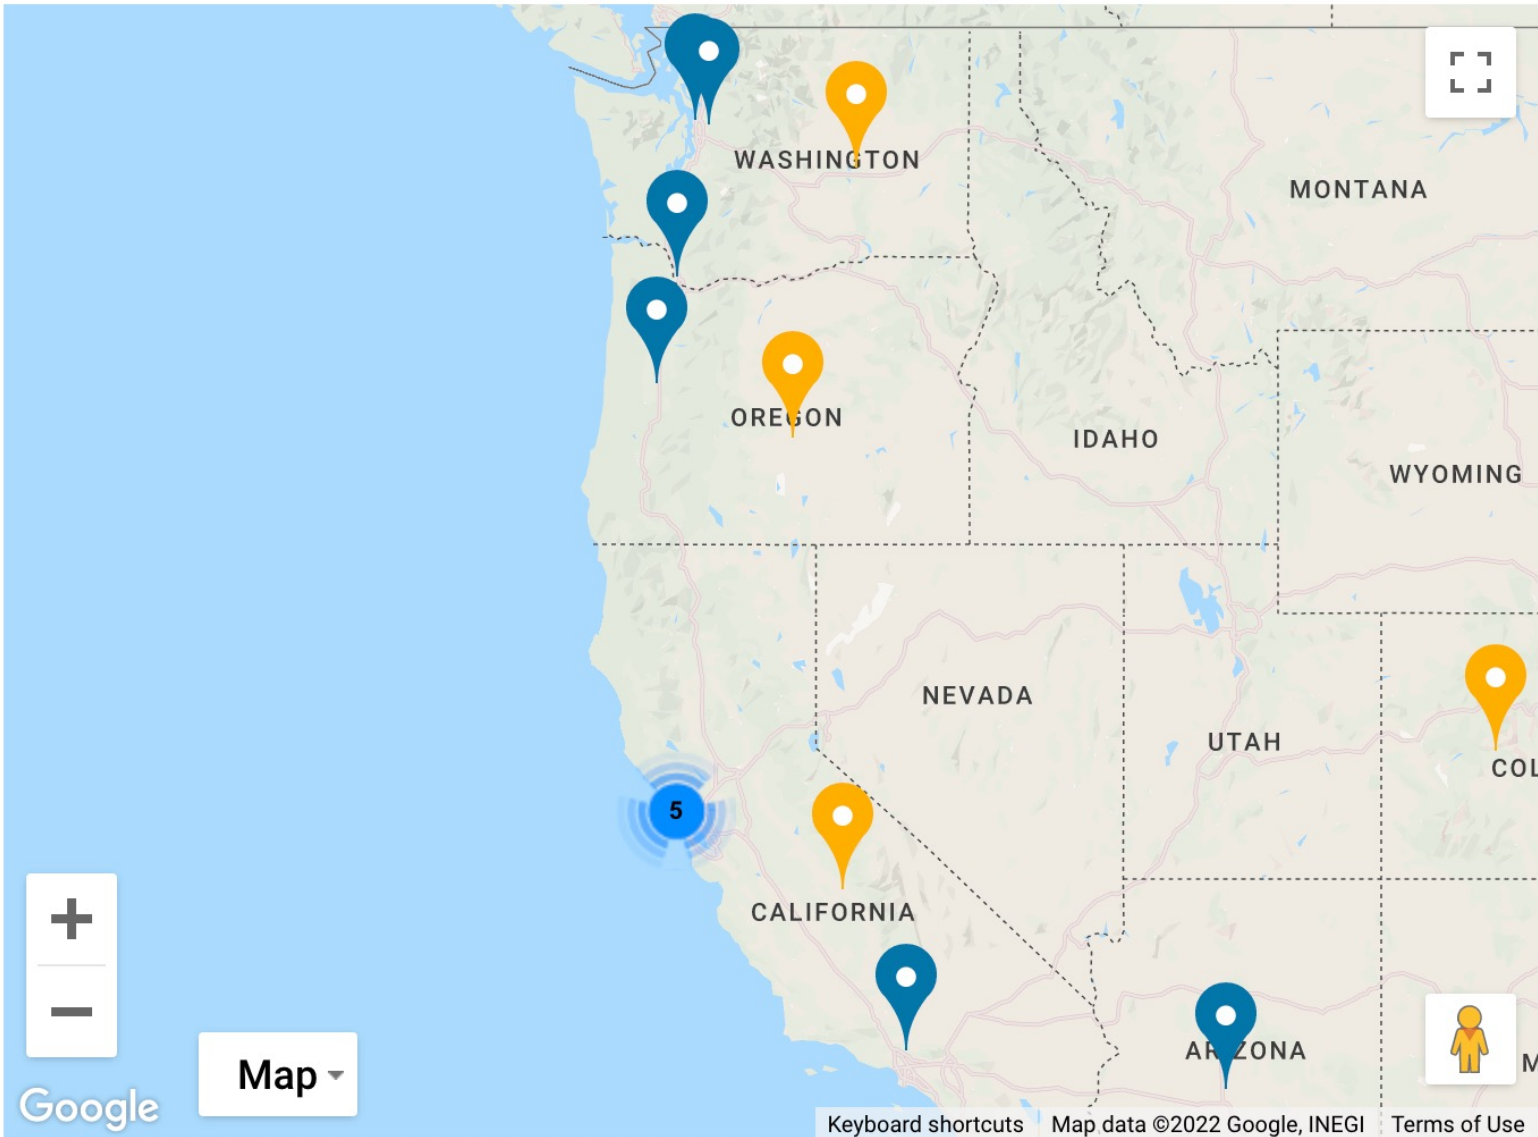 WASHINGTON
MONTANA
OREGON
IDAHO
WYOMING
NEVADA
UTAH
COL
5
CALIFORNIA
ARIZONA
M
Map
Google
Keyboard shortcuts Map data ©2022 Google, INEGI Terms of Use